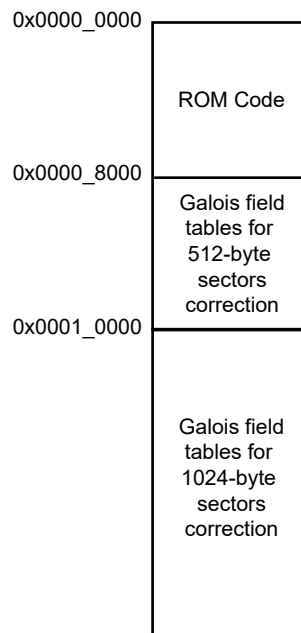 0x0000_0000
ROM Code
0x0000_8000
Galois field
tables for
512-byte
sectors
correction
0x0001_0000
Galois field
tables for
1024-byte
sectors
correction